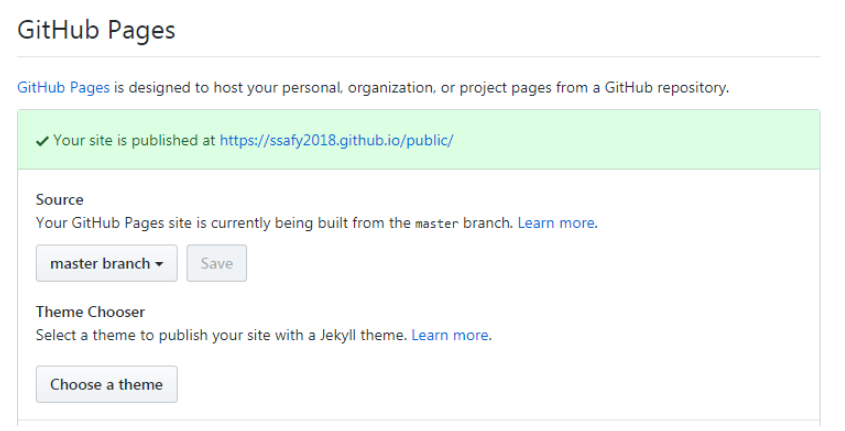 GitHub Pages
GitHub Pages is designed to host your personal, organization, or project pages from a GitHub repository.
✓ Your site is published at https://ssafy2018.github.io/public/
Source
Your GitHub Pages site is currently being built from the master branch. Learn more.
master branch Save
Theme Chooser
Select a theme to publish your site with a Jekyll theme. Learn more.
Choose a theme